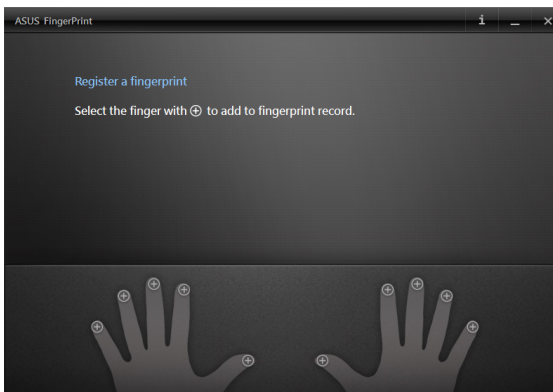 ASUS FingerPrint
Register a fingerprint
Select the finger with ⊕ to add to fingerprint record.